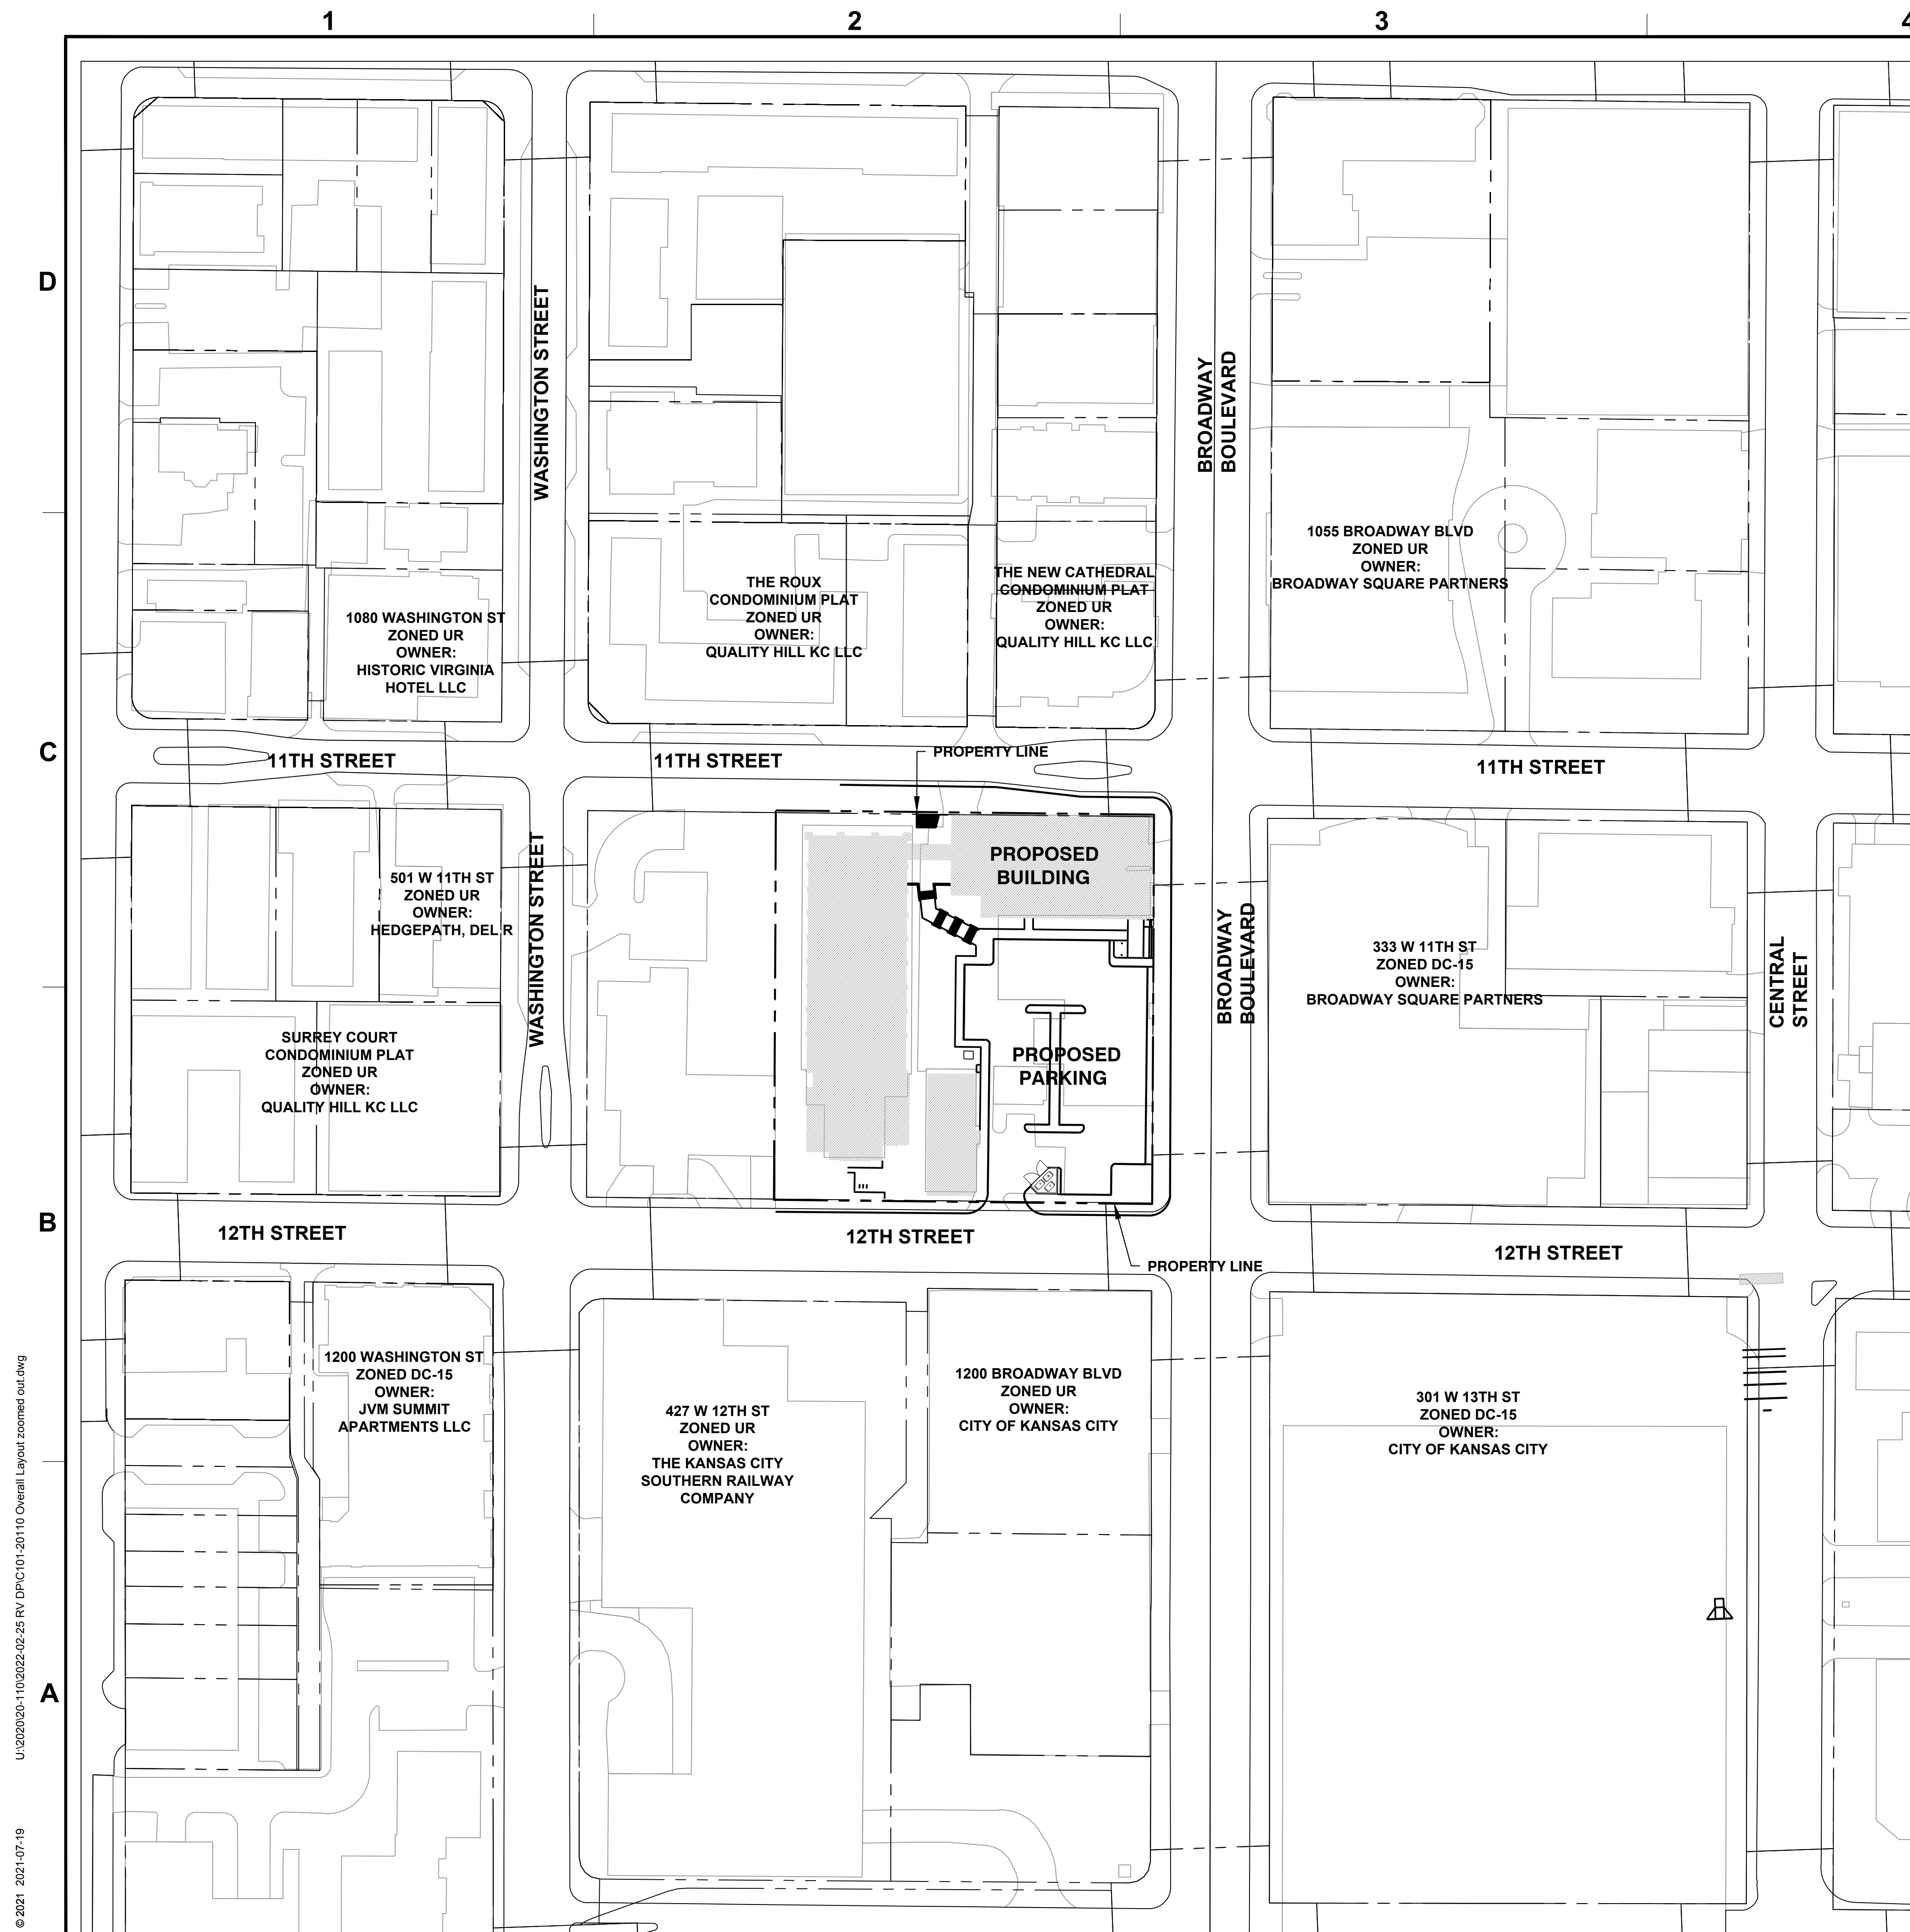 1
2
3
4
D
WASHINGTON STREET
BROADWAY
BOULEVARD
1080 WASHINGTON ST
ZONED UR
OWNER:
HISTORIC VIRGINIA
HOTEL LLC
THE ROUX
CONDOMINIUM PLAT
ZONED UR
OWNER:
QUALITY HILL KC LLC
THE NEW CATHEDRAL
CONDOMINIUM PLAT
ZONED UR
OWNER:
QUALITY HILL KC LLC
1055 BROADWAY BLVD
ZONED UR
OWNER:
BROADWAY SQUARE PARTNERS
C
11TH STREET
11TH STREET
PROPERTY LINE
11TH STREET
501 W 11TH ST
ZONED UR
OWNER:
HEDGEPATH, DEL R
WASHINGTON STREET
PROPOSED
BUILDING
BROADWAY
BOULEVARD
333 W 11TH ST
ZONED DC-15
OWNER:
BROADWAY SQUARE PARTNERS
CENTRAL
STREET
SURREY COURT
CONDOMINIUM PLAT
ZONED UR
OWNER:
QUALITY HILL KC LLC
PROPOSED
PARKING
B
12TH STREET
12TH STREET
12TH STREET
PROPERTY LINE
1200 WASHINGTON ST
ZONED DC-15
OWNER:
JVM SUMMIT
APARTMENTS LLC
427 W 12TH ST
ZONED UR
OWNER:
THE KANSAS CITY
SOUTHERN RAILWAY
COMPANY
1200 BROADWAY BLVD
ZONED UR
OWNER:
CITY OF KANSAS CITY
301 W 13TH ST
ZONED DC-15
OWNER:
CITY OF KANSAS CITY
A
U:\2020\20-110\2022-02-25 RV DP\C101-20110 Overall Layout zoomed out.dwg
© 2021 2021-07-19